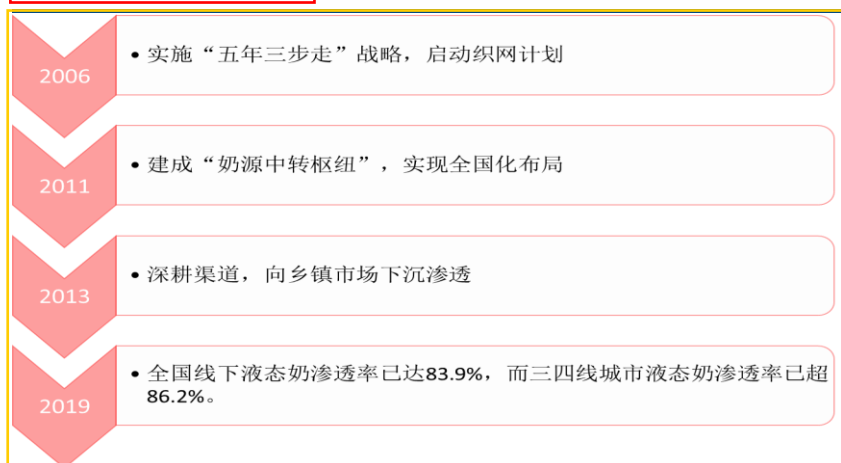 2006
• 实施“五年三步走”战略，启动织网计划
2011
• 建成“奶源中转枢纽”，实现全国化布局
2013
• 深耕渠道，向乡镇市场下沉渗透
2019
• 全国线下液态奶渗透率已达83.9%，而三四线城市液态奶渗透率已超
86.2%。